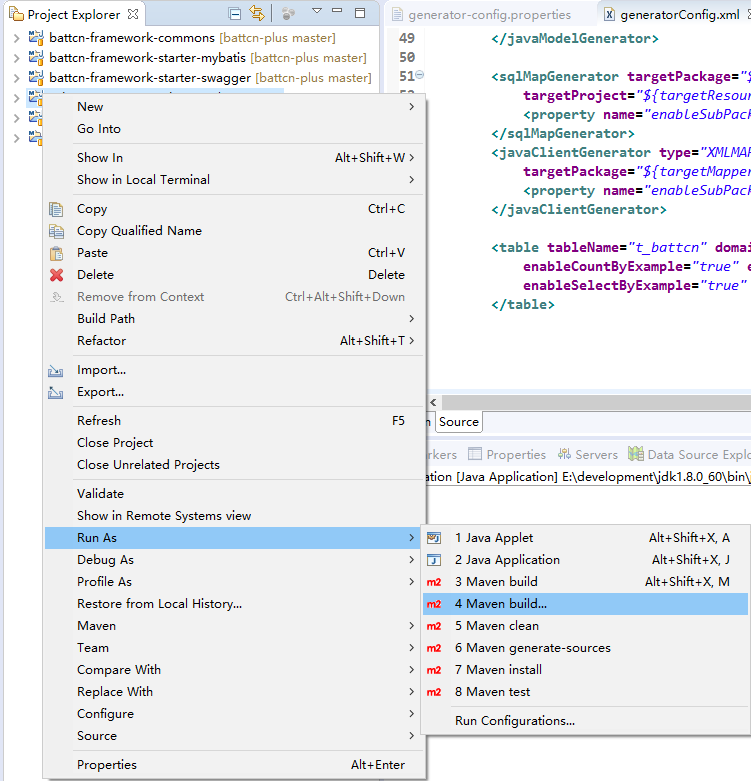 Project Explorer
battcn-framework-commons [battcn-plus master]
battcn-framework-starter-mybatis [battcn-plus master]
battcn-framework-starter-swagger [battcn-plus master]
New
Go Into
Show In Alt+Shift+W
Show in Local Terminal
Copy Ctrl+C
Copy Qualified Name
Paste Ctrl+V
Delete Delete
Remove from Context Ctrl+Alt+Shift+Down
Build Path
Refactor Alt+Shift+T
Import...
Export...
Refresh F5
Close Project
Close Unrelated Projects
Validate
Show in Remote Systems view
Run As
Debug As
Profile As
Restore from Local History...
Maven
Team
Compare With
Replace With
Configure
Source
Properties Alt+Enter
generator-config.properties
generatorConfig.xml
49 </javaModelGenerator>
50
51 <sqlMapGenerator targetPackage="$
targetProject="${targetResour
<property name="enableSubPack
</sqlMapGenerator>
<javaClientGenerator type="XMLMAP
targetPackage="${targetMapper
<property name="enableSubPack
</javaClientGenerator>
<table tableName="t_battcn" domai
enableCountByExample="true" e
enableSelectByExample="true"
</table>
n Source
rkers Properties Servers Data Source Explo
ation [Java Application] E:\development\jdk1.8.0_60\bin\j
1 Java Applet Alt+Shift+X, A
2 Java Application Alt+Shift+X, J
m2 3 Maven build Alt+Shift+X, M
m2 4 Maven build...
m2 5 Maven clean
m2 6 Maven generate-sources
m2 7 Maven install
m2 8 Maven test
Run Configurations...